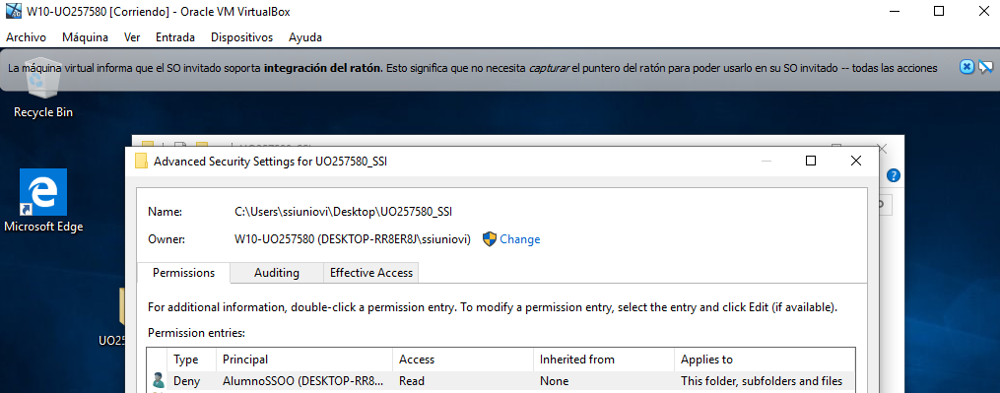 W10-UO257580 [Corriendo] - Oracle VM VirtualBox
Archivo Máquina Ver Entrada Dispositivos Ayuda
La máquina virtual informa que el SO invitado soporta integración del ratón. Esto significa que no necesita capturar el puntero del ratón para poder usarlo en su SO invitado -- todas las acciones
Recycle Bin
Advanced Security Settings for UO257580_SSI
Microsoft Edge
Name: C:\Users\ssiuniovi\Desktop\UO257580_SSI
Owner: W10-UO257580 (DESKTOP-RR8ER8J\ssiuniovi) Change
Permissions Auditing Effective Access
For additional information, double-click a permission entry. To modify a permission entry, select the entry and click Edit (if available).
Permission entries:
Type Principal Access Inherited from Applies to
Deny AlumnoSSOO (DESKTOP-RR8... Read None This folder, subfolders and files